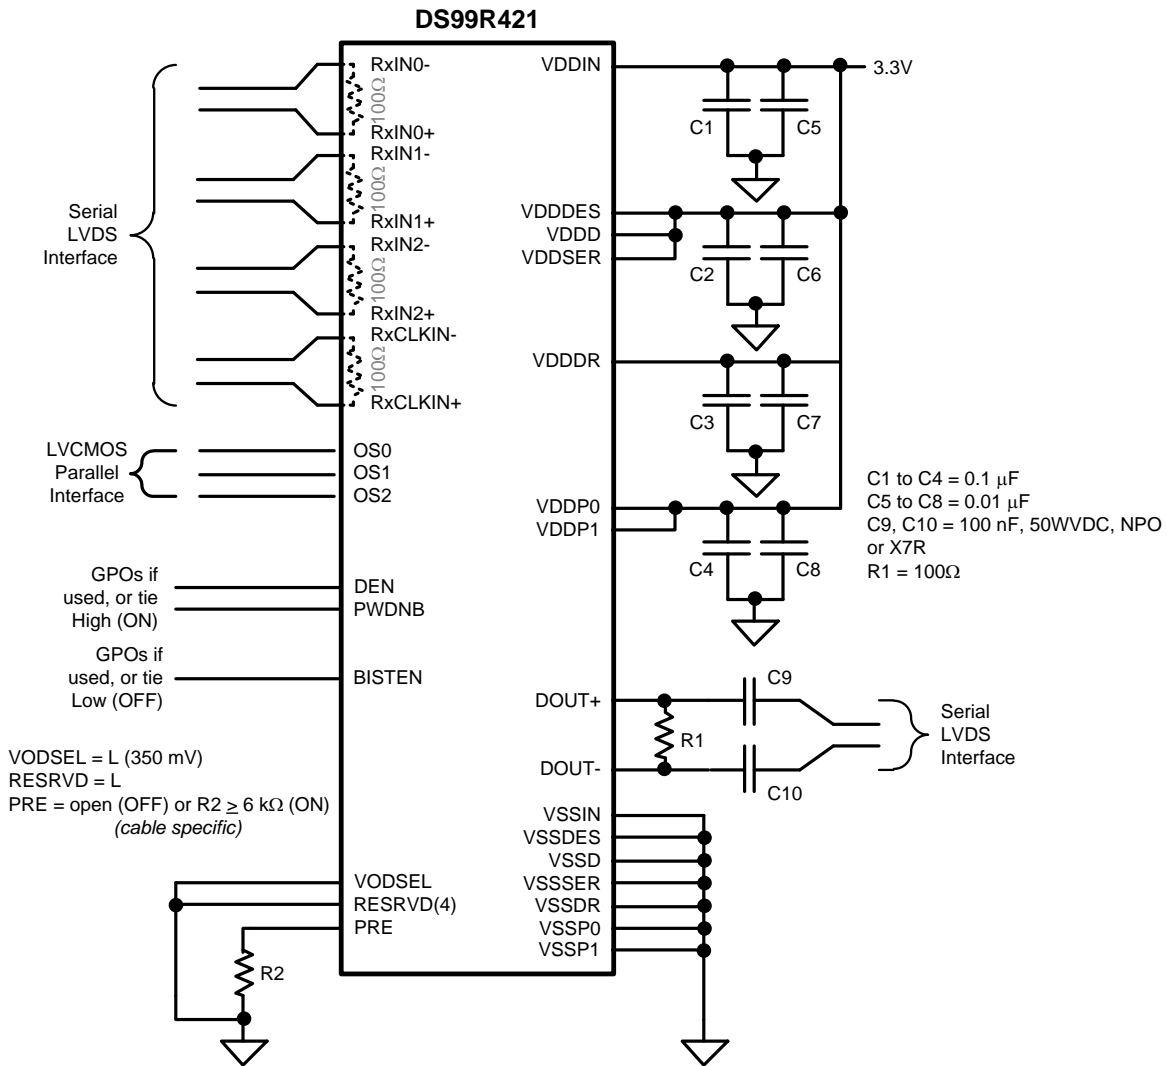 DS99R421
RxIN0-
100Ω
RxIN0+
RxIN1-
100Ω
RxIN1+
RxIN2-
100Ω
RxIN2+
RxCLKIN-
100Ω
RxCLKIN+
Serial
LVDS
Interface
LVCMOS
Parallel
Interface
OS0
OS1
OS2
GPOs if
used, or tie
High (ON)
DEN
PWDNB
GPOs if
used, or tie
Low (OFF)
BISTEN
VODSEL = L (350 mV)
RESRVD = L
PRE = open (OFF) or R2 ≥ 6 kΩ (ON)
(cable specific)
VODSEL
RESRVD(4)
PRE
R2
VDDIN
3.3V
C1
C5
VDDDES
VDDD
VDDSER
C2
C6
VDDDR
C3
C7
VDDP0
VDDP1
C4
C8
C1 to C4 = 0.1 μF
C5 to C8 = 0.01 μF
C9, C10 = 100 nF, 50WVDC, NPO
or X7R
R1 = 100Ω
DOUT+
C9
R1
DOUT-
C10
Serial
LVDS
Interface
VSSIN
VSSDES
VSSD
VSSSER
VSSDR
VSSP0
VSSP1